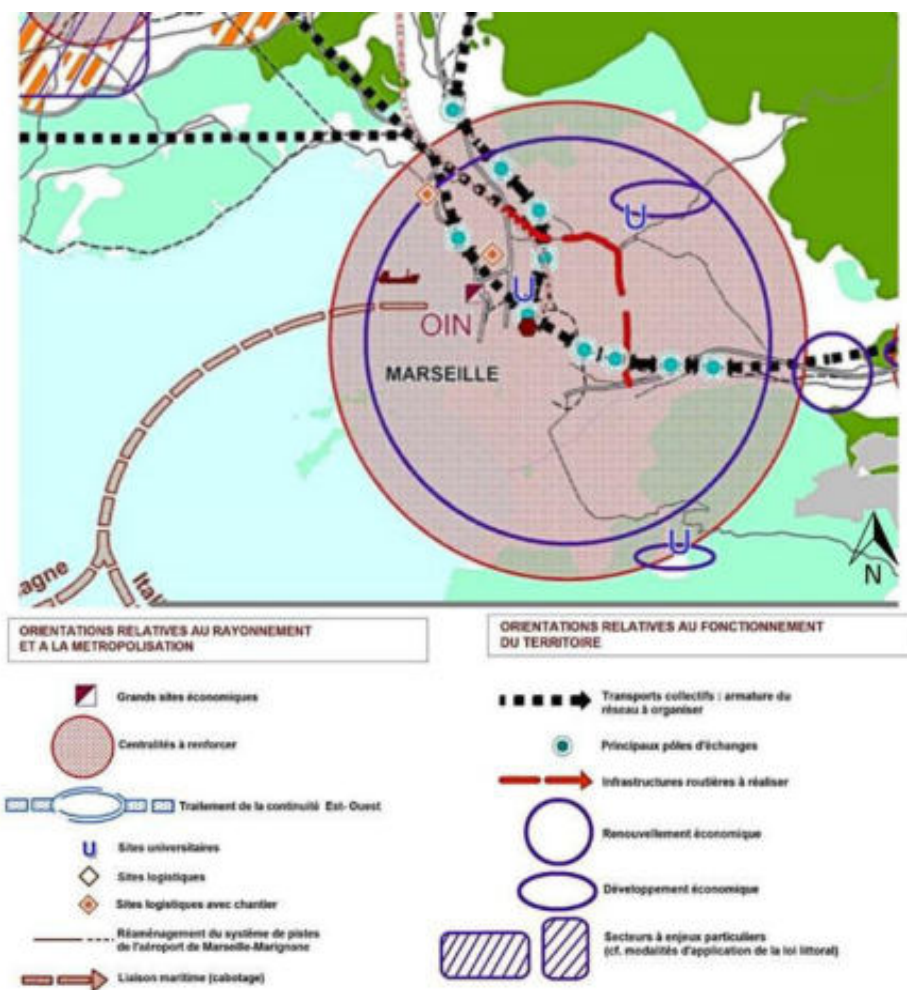 U
U
OIN
MARSEILLE
U
agne
Ital
N
ORIENTATIONS RELATIVES AU RAYONNEMENT
ET A LA METROPOLISATION
Grands sites économiques
Centralités à renforcer
Traitement de la continuité Est- Ouest
U Sites universitaires
Sites logistiques
Sites logistiques avec chantier
Réaménagement du système de pistes
de l'aéroport de Marseille-Marignane
Liaison maritime (cabotage)
ORIENTATIONS RELATIVES AU FONCTIONNEMENT
DU TERRITOIRE
Transports collectifs : armature du
réseau à organiser
Principaux pôles d'échanges
Infrastructures routières à réaliser
Renouvellement économique
Développement économique
Secteurs à enjeux particuliers
(cf. modalités d'application de la loi littoral)